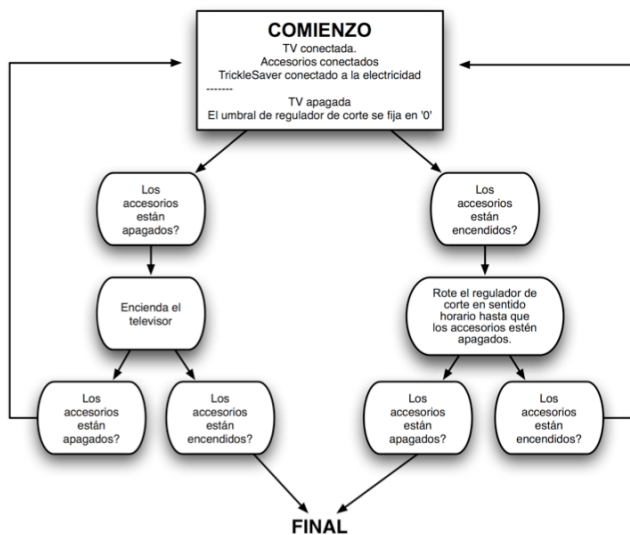 COMIENZO
TV conectada.
Accesorios conectados
TrickleSaver conectado a la electricidad
-------
TV apagada
El umbral de regulador de corte se fija en '0'
Los
accesorios
están
apagados?
Los
accesorios
están
encendidos?
Encienda el
televisor
Rote el regulador de
corte en sentido
horario hasta que
los accesorios estén
apagados.
Los
accesorios
están
apagados?
Los
accesorios
están
encendidos?
Los
accesorios
están
apagados?
Los
accesorios
están
encendidos?
FINAL